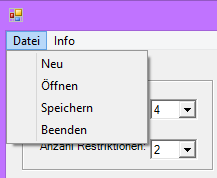 Datei Info
Neu
Öffnen
Speichern
4
Beenden
Anzahl Restriktionen: 2